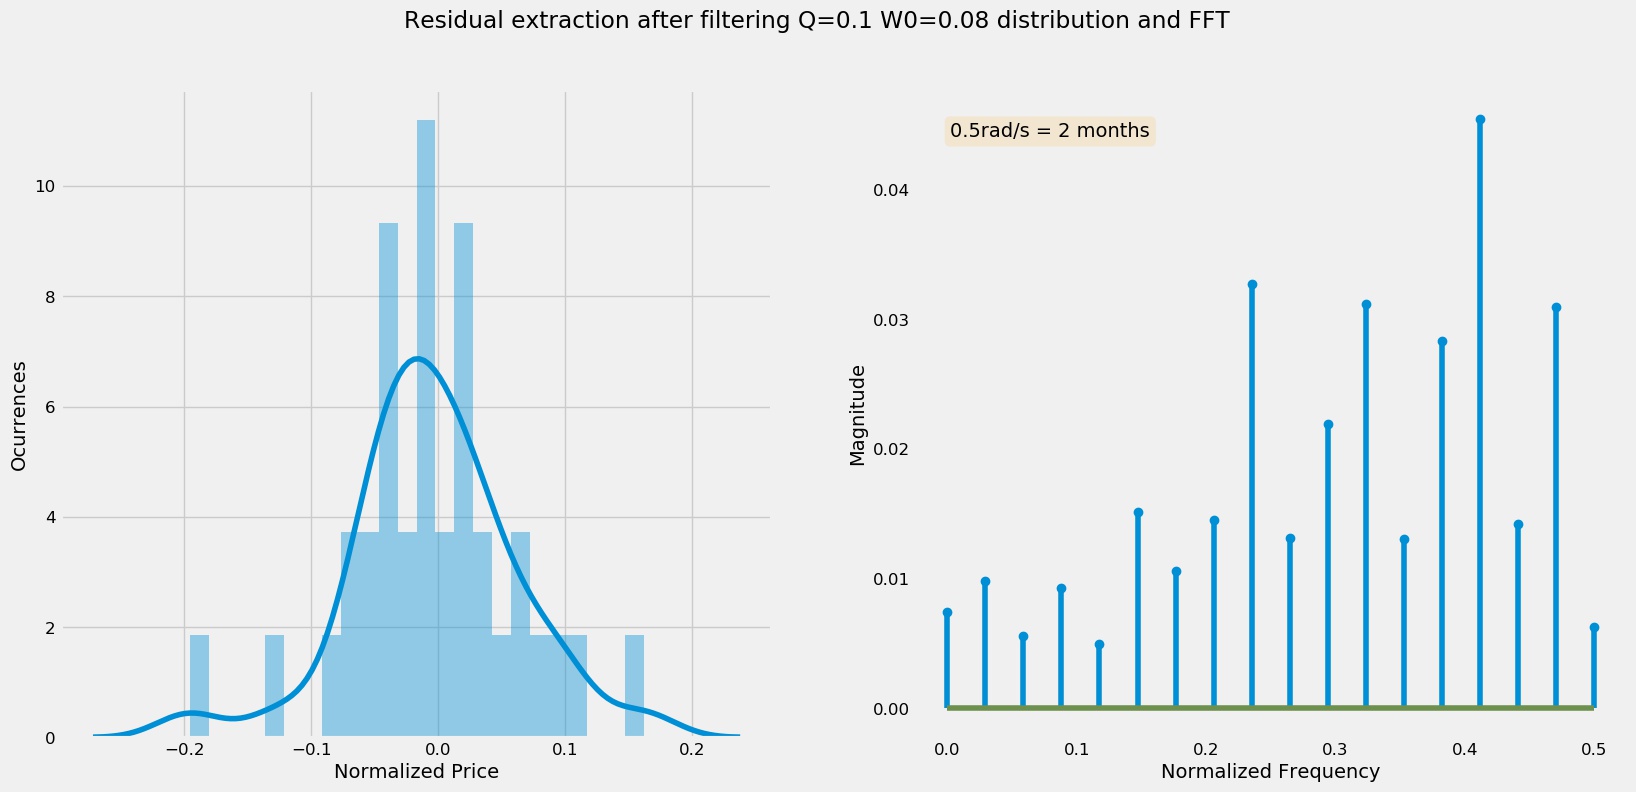 Residual extraction after filtering Q=0.1 W0=0.08 distribution and FFT
Ocurrences
10
8
6
4
2
0
−0.2 −0.1 0.0 0.1 0.2
Normalized Price
0.5rad/s = 2 months
Magnitude
0.04
0.03
0.02
0.01
0.00
0.0 0.1 0.2 0.3 0.4 0.5
Normalized Frequency